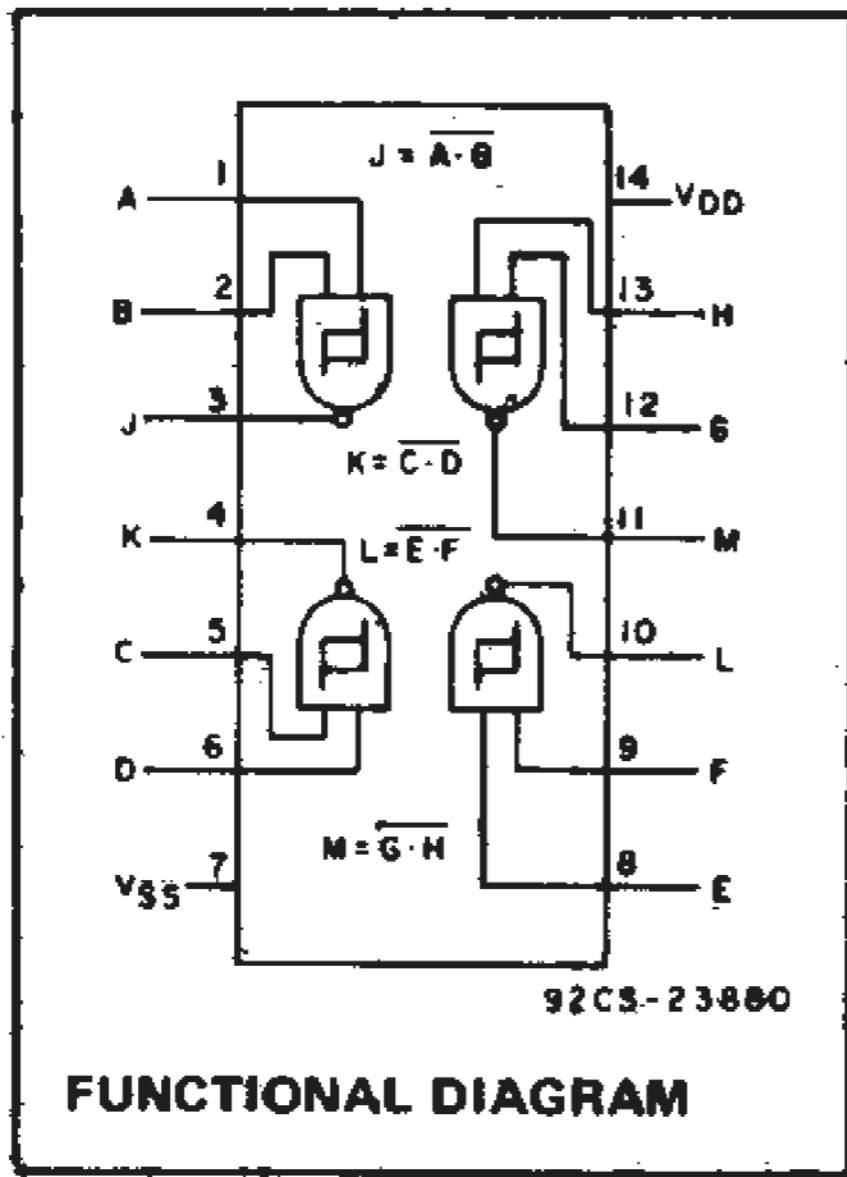 J = A · B
A 1
14 VDD
B 2
13 H
J 3
12 G
K = C · D
K 4
11 M
L = E · F
C 5
10 L
D 6
9 F
M = G · H
VSS 7
8 E
92CS-23880
FUNCTIONAL DIAGRAM